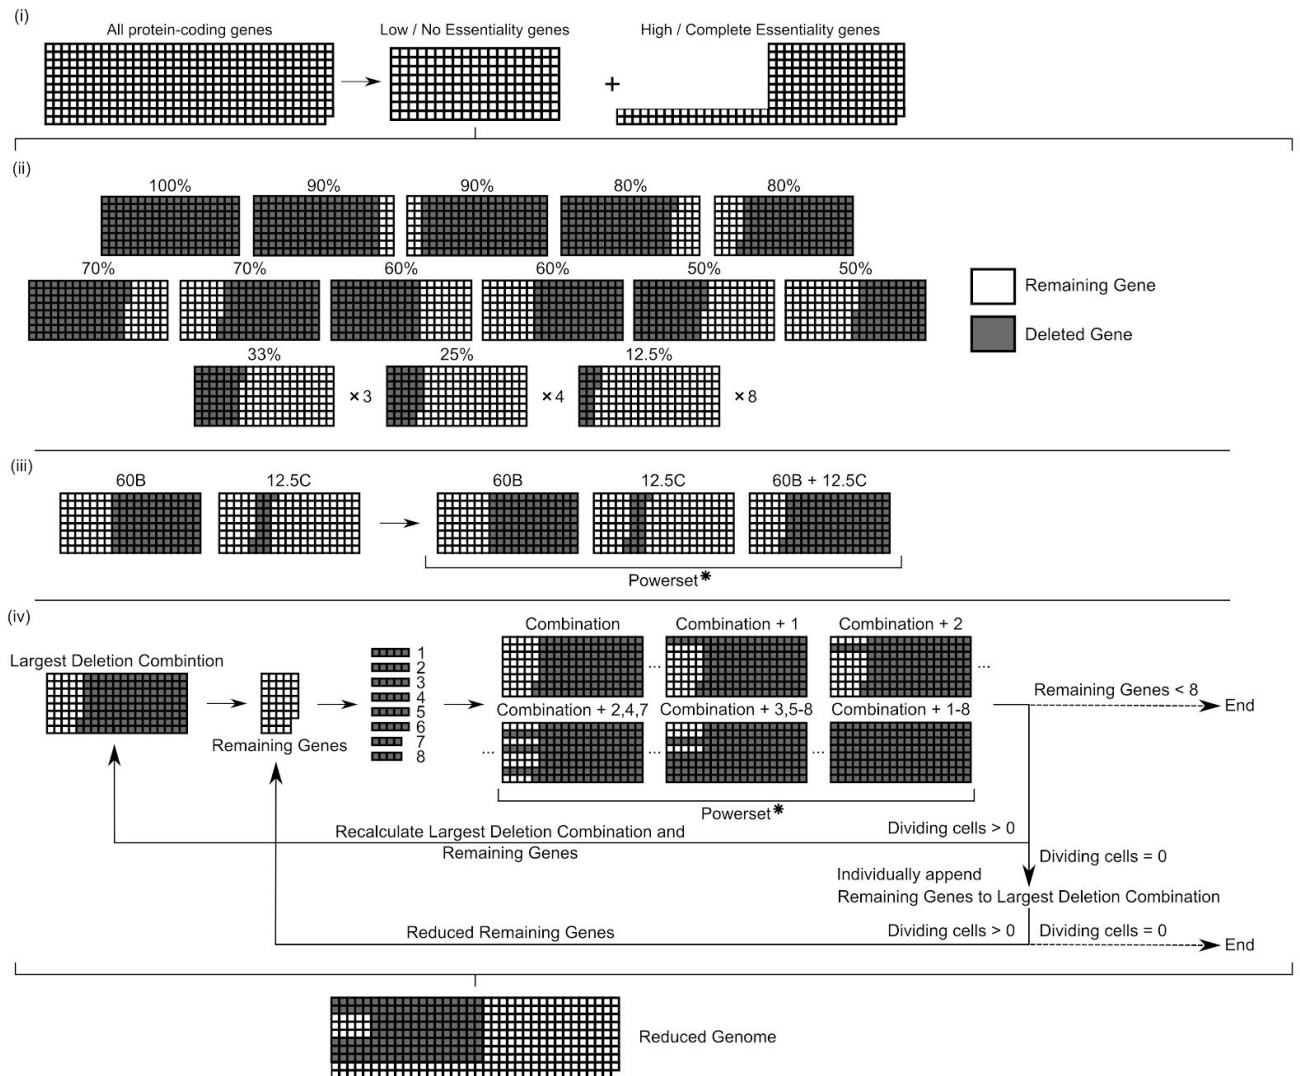 (i)
All protein-coding genes
Low / No Essentiality genes
High / Complete Essentiality genes
+
(ii)
100%
90%
90%
80%
80%
70%
70%
60%
60%
50%
50%
Remaining Gene
Deleted Gene
33%
25%
12.5%
×3
×4
×8
(iii)
60B
12.5C
60B
12.5C
60B + 12.5C
Powerset*
(iv)
Largest Deletion Combintion
Remaining Genes
1
2
3
4
5
6
7
8
Combination
Combination + 1
Combination + 2
...
...
Combination + 2,4,7
Combination + 3,5-8
Combination + 1-8
...
...
...
Powerset*
Remaining Genes < 8
End
Recalculate Largest Deletion Combination and
Remaining Genes
Dividing cells > 0
Dividing cells = 0
Individually append
Remaining Genes to Largest Deletion Combination
Reduced Remaining Genes
Dividing cells > 0
Dividing cells = 0
End
Reduced Genome